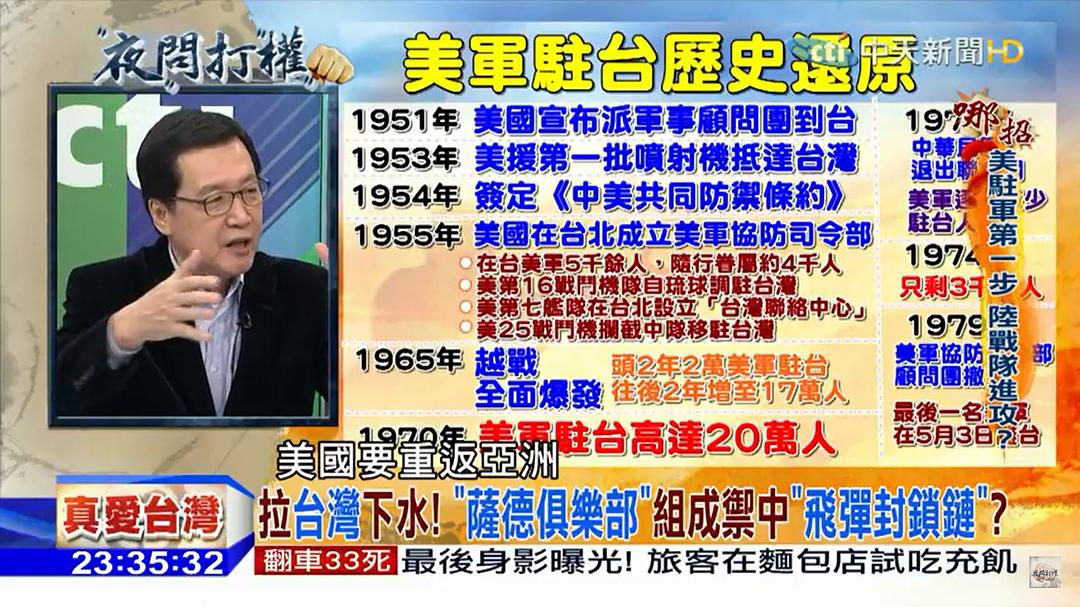 "夜問打權"
美軍駐台歷史還原
cti 中天新聞HD
1951年 美國宣布派軍事顧問團到台
1953年 美援第一批噴射機抵達台灣
1954年 簽定《中美共同防禦條約》
1955年 美國在台北成立美軍協防司令部
在台美軍5千餘人，隨行眷屬約4千人
美第16戰鬥機隊自琉球調駐台灣
美第七艦隊在台北設立「台灣聯絡中心」
美25戰鬥機攔截中隊移駐台灣
1965年 越戰 全面爆發
頭2年2萬美軍駐台
往後2年增至17萬人
1970年 美軍駐台高達20萬人
197
中華民
退出聯
美軍逐 少
駐台人
1974
只剩3千 人
1979
美軍協防 部
顧問團撤
最後一名
在5月3日 台
哪招
美駐軍第一步 陸戰隊進攻?
美國要重返亞洲
真愛台灣
拉台灣下水! "薩德俱樂部"組成禦中"飛彈封鎖鏈"?
23:35:32
翻車33死 最後身影曝光! 旅客在麵包店試吃充飢